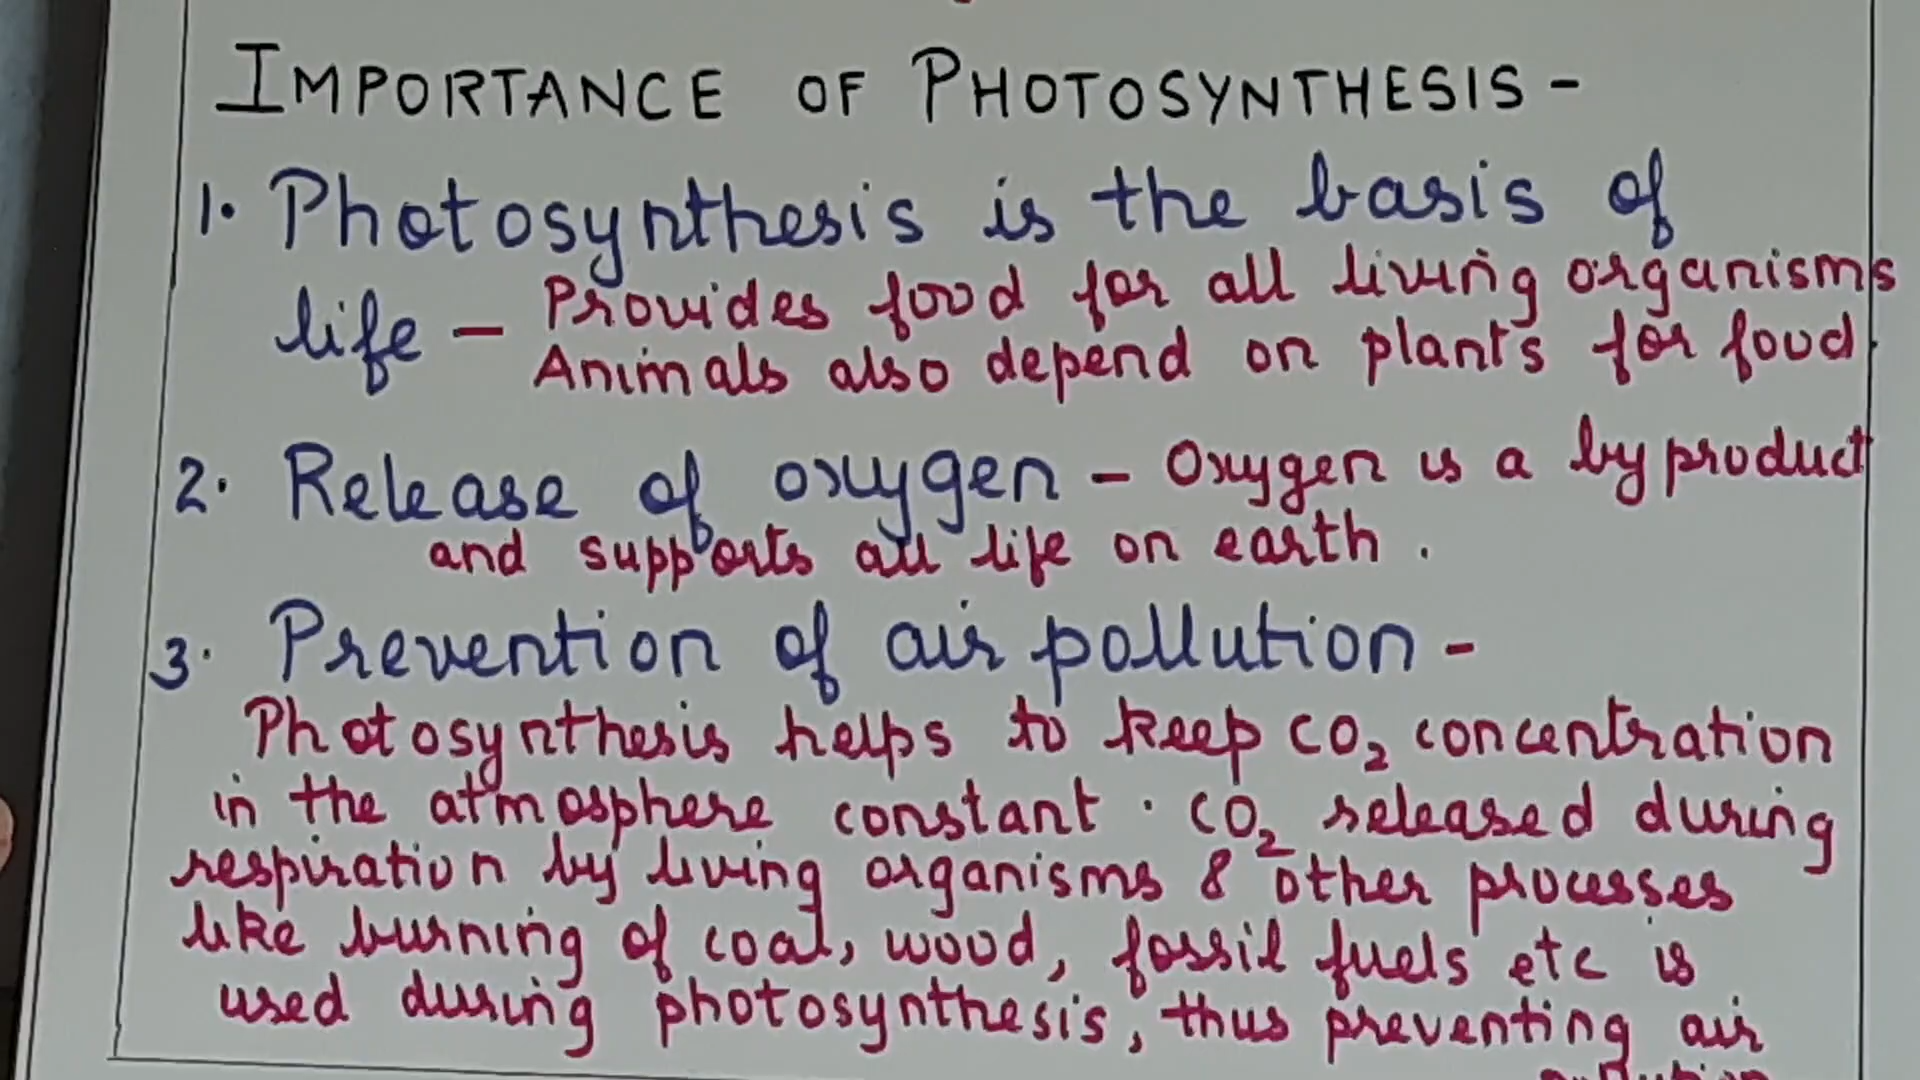 IMPORTANCE OF PHOTOSYNTHESIS -
1. Photosynthesis is the basis of
life - Provides food for all living organisms
Animals also depend on plants for food.
2. Release of oxygen - Oxygen is a by product
and supports all life on earth.
3. Prevention of air pollution -
Photosynthesis helps to keep CO₂ concentration
in the atmosphere constant. CO₂ released during
respiration by living organisms & other processes
like burning of coal, wood, fossil fuels etc is
used during photosynthesis, thus preventing air